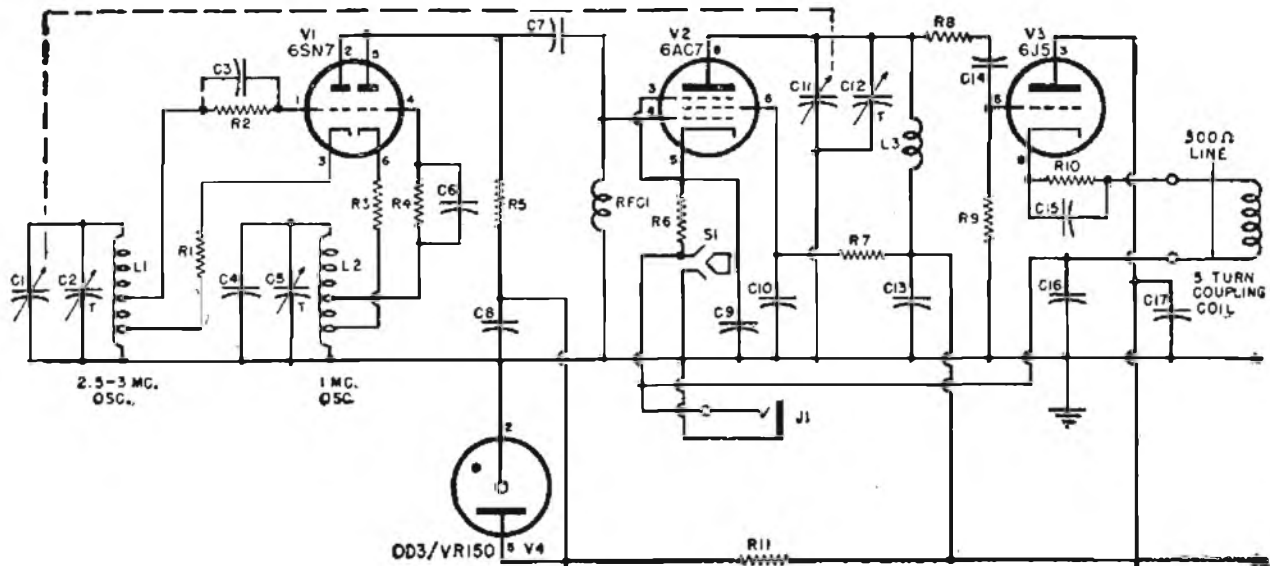 V1
6SN7
2 5
C3
1
R2
4
3
6
C7
V2
6AC7
8
3
4
6
5
R8
V3
6J5
3
C14
5
8
R10
C15
300Ω
LINE
C1
C2
T
L1
R1
C4
C5
T
L2
R3
R4
C6
R5
RFC1
R6
S1
C11
C12
T
L3
R9
R7
C8
C9
C10
C13
C16
C17
5 TURN
COUPLING
COIL
2.5-3 MC.
OSC.
1 MC.
OSC.
J1
2
OD3/VR150
5
V4
R11